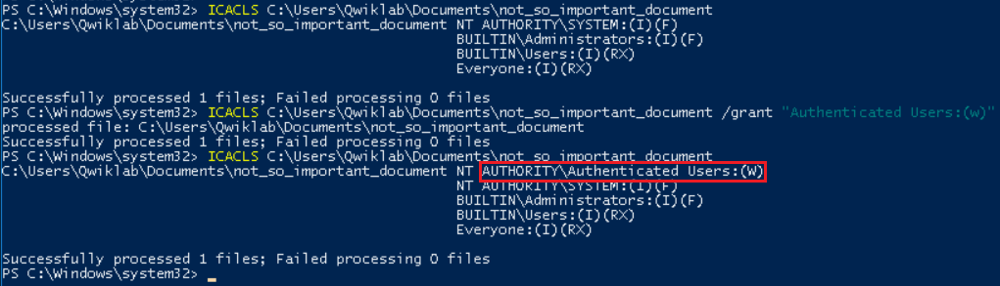 PS C:\Windows\system32> ICACLS C:\Users\Qwiklab\Documents\not_so_important_document
C:\Users\Qwiklab\Documents\not_so_important_document NT AUTHORITY\SYSTEM:(I)(F)
BUILTIN\Administrators:(I)(F)
BUILTIN\Users:(I)(RX)
Everyone:(I)(RX)
Successfully processed 1 files; Failed processing 0 files
PS C:\Windows\system32> ICACLS C:\Users\Qwiklab\Documents\not_so_important_document /grant "Authenticated Users:(w)"
processed file: C:\Users\Qwiklab\Documents\not_so_important_document
Successfully processed 1 files; Failed processing 0 files
PS C:\Windows\system32> ICACLS C:\Users\Qwiklab\Documents\not_so_important_document
C:\Users\Qwiklab\Documents\not_so_important_document NT AUTHORITY\Authenticated Users:(W)
NT AUTHORITY\SYSTEM:(I)(F)
BUILTIN\Administrators:(I)(F)
BUILTIN\Users:(I)(RX)
Everyone:(I)(RX)
Successfully processed 1 files; Failed processing 0 files
PS C:\Windows\system32> _